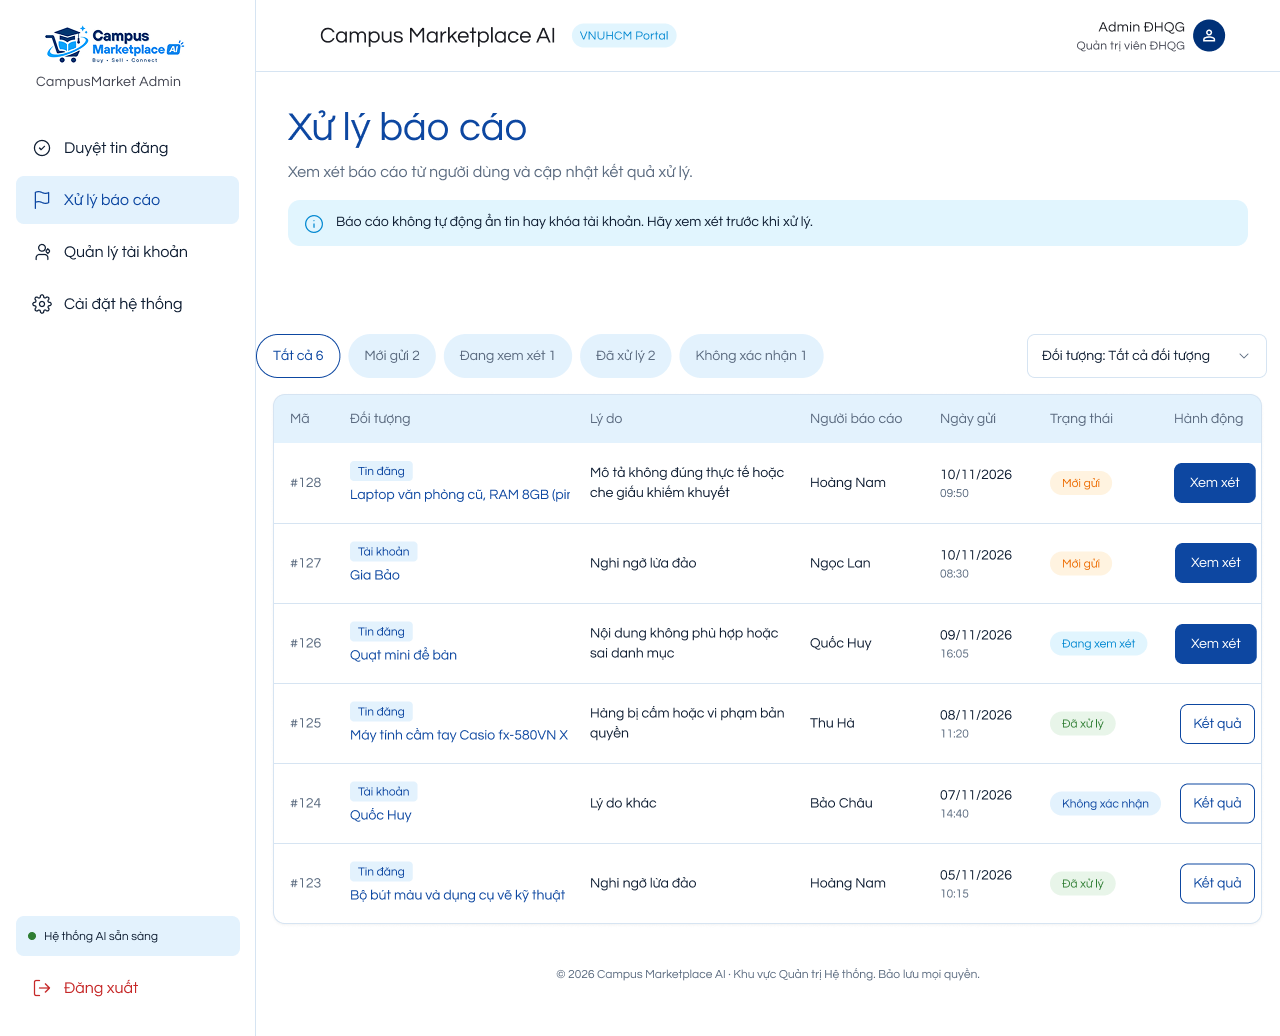 Campus
Marketplace AI
Buy • Sell • Connect
CampusMarket Admin
Duyệt tin đăng
Xử lý báo cáo
Quản lý tài khoản
Cài đặt hệ thống
Hệ thống AI sẵn sàng
Đăng xuất
Campus Marketplace AI
VNUHCM Portal
Admin ĐHQG
Quản trị viên ĐHQG
Xử lý báo cáo
Xem xét báo cáo từ người dùng và cập nhật kết quả xử lý.
Báo cáo không tự động ẩn tin hay khóa tài khoản. Hãy xem xét trước khi xử lý.
Tất cả 6
Mới gửi 2
Đang xem xét 1
Đã xử lý 2
Không xác nhận 1
Đối tượng: Tất cả đối tượng
Mã Đối tượng Lý do Người báo cáo Ngày gửi Trạng thái Hành động
#128
Tin đăng
Laptop văn phòng cũ, RAM 8GB (pin
Mô tả không đúng thực tế hoặc
che giấu khiếm khuyết
Hoàng Nam
10/11/2026
09:50
Mới gửi
Xem xét
#127
Tài khoản
Gia Bảo
Nghi ngờ lừa đảo
Ngọc Lan
10/11/2026
08:30
Mới gửi
Xem xét
#126
Tin đăng
Quạt mini để bàn
Nội dung không phù hợp hoặc
sai danh mục
Quốc Huy
09/11/2026
16:05
Đang xem xét
Xem xét
#125
Tin đăng
Máy tính cầm tay Casio fx-580VN X
Hàng bị cấm hoặc vi phạm bản
quyền
Thu Hà
08/11/2026
11:20
Đã xử lý
Kết quả
#124
Tài khoản
Quốc Huy
Lý do khác
Bảo Châu
07/11/2026
14:40
Không xác nhận
Kết quả
#123
Tin đăng
Bộ bút màu và dụng cụ vẽ kỹ thuật
Nghi ngờ lừa đảo
Hoàng Nam
05/11/2026
10:15
Đã xử lý
Kết quả
© 2026 Campus Marketplace AI · Khu vực Quản trị Hệ thống. Bảo lưu mọi quyền.